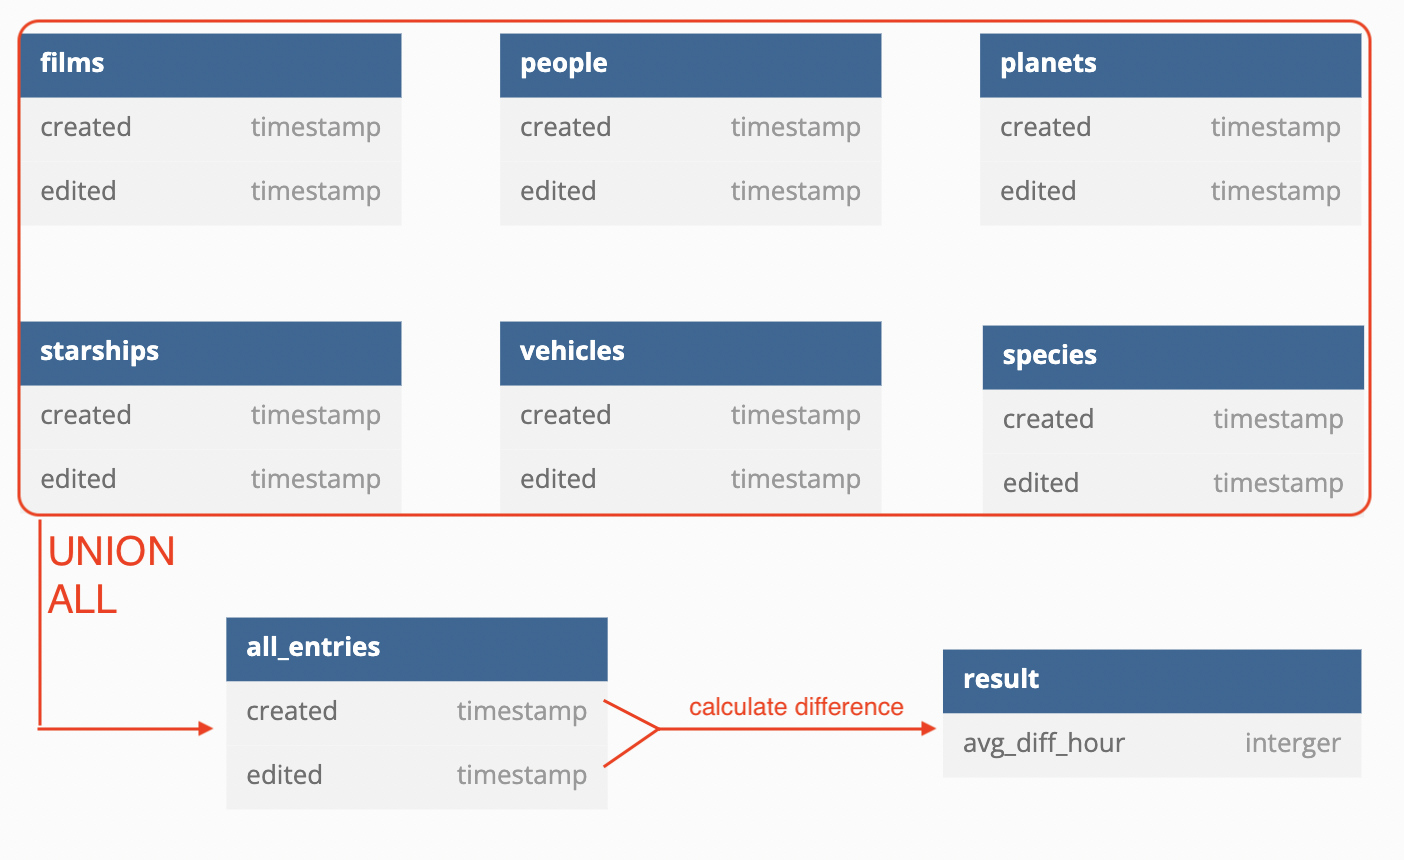 films
created timestamp
edited timestamp
people
created timestamp
edited timestamp
planets
created timestamp
edited timestamp
starships
created timestamp
edited timestamp
vehicles
created timestamp
edited timestamp
species
created timestamp
edited timestamp
UNION
ALL
all_entries
created timestamp
edited timestamp
calculate difference
result
avg_diff_hour interger